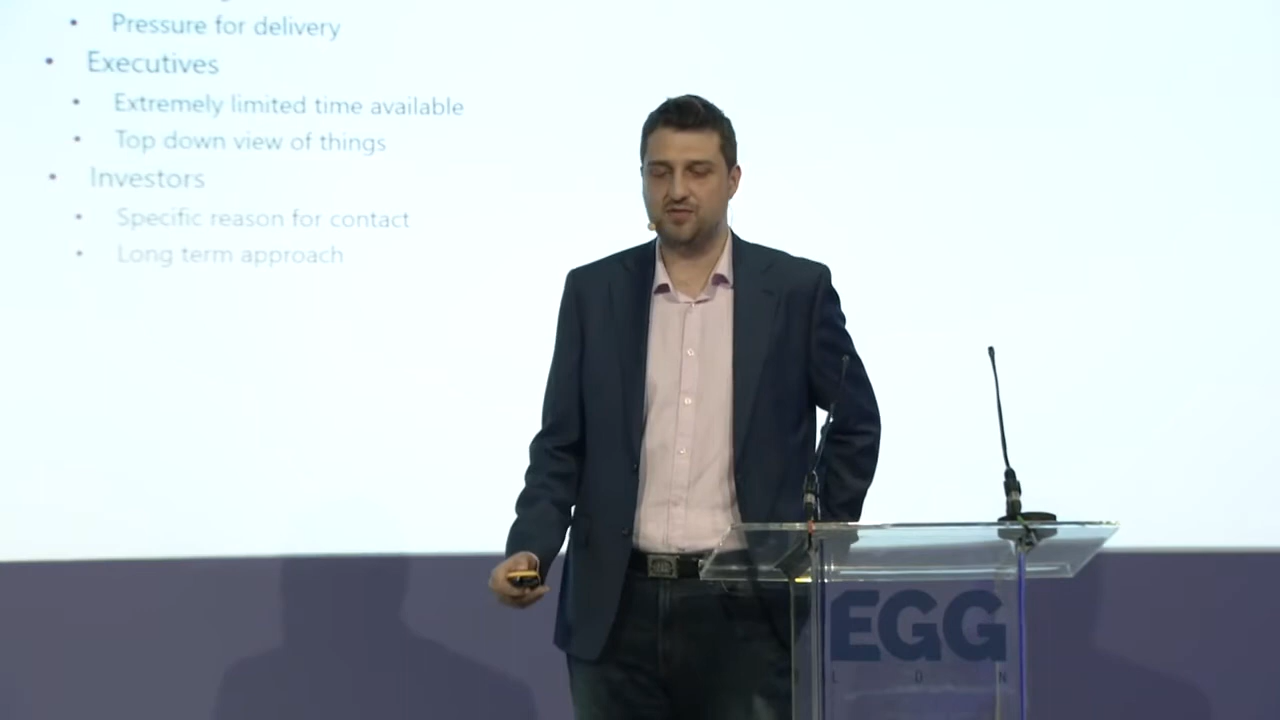 Pressure for delivery
Executives
Extremely limited time available
Top down view of things
Investors
Specific reason for contact
Long term approach
EGG